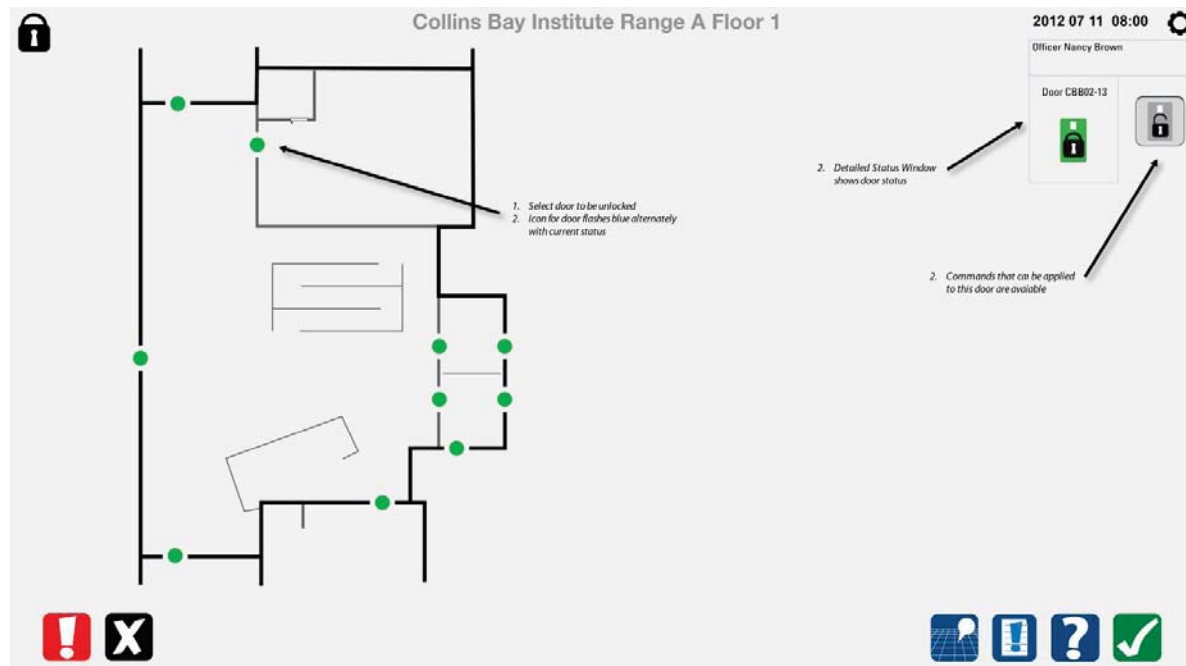 Collins Bay Institute Range A Floor 1
2012 07 11 08:00
Officer Nancy Brown
Door CBB02-13
2. Detailed Status Window
shows door status
1. Select door to be unlocked
2. Icon for door flashes blue alternately
with current status
2. Commands that can be applied
to this door are avaiable